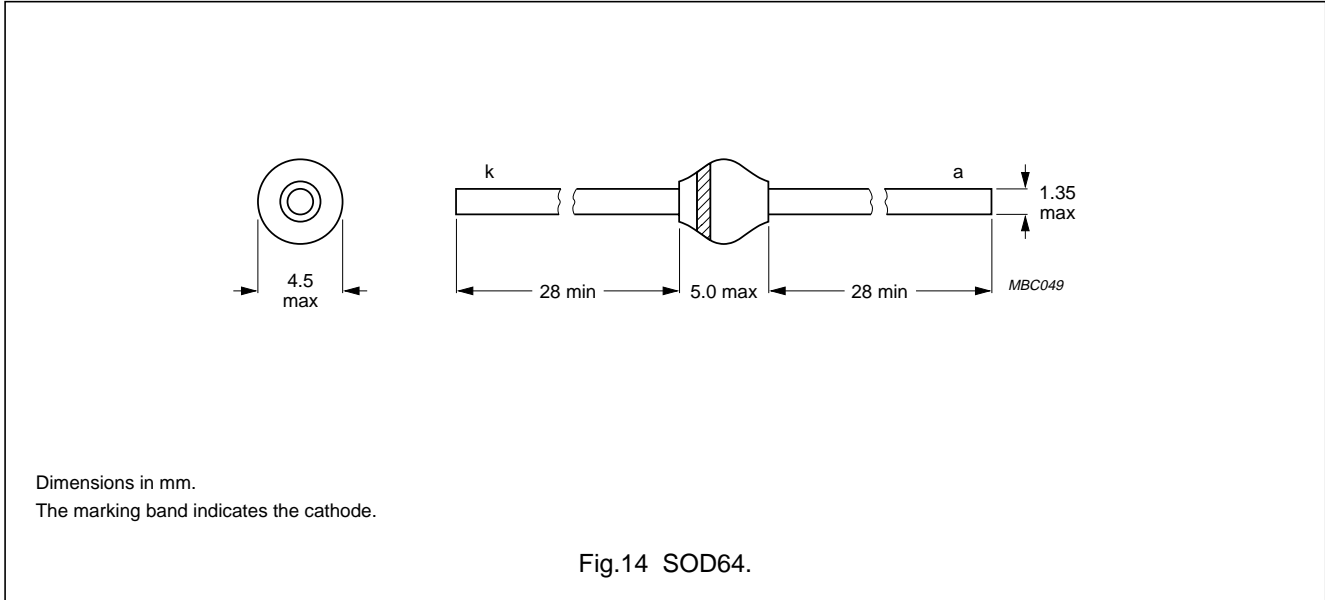 k
a
1.35
max
4.5
max
28 min
5.0 max
28 min
MBC049
Dimensions in mm.
The marking band indicates the cathode.
Fig.14 SOD64.